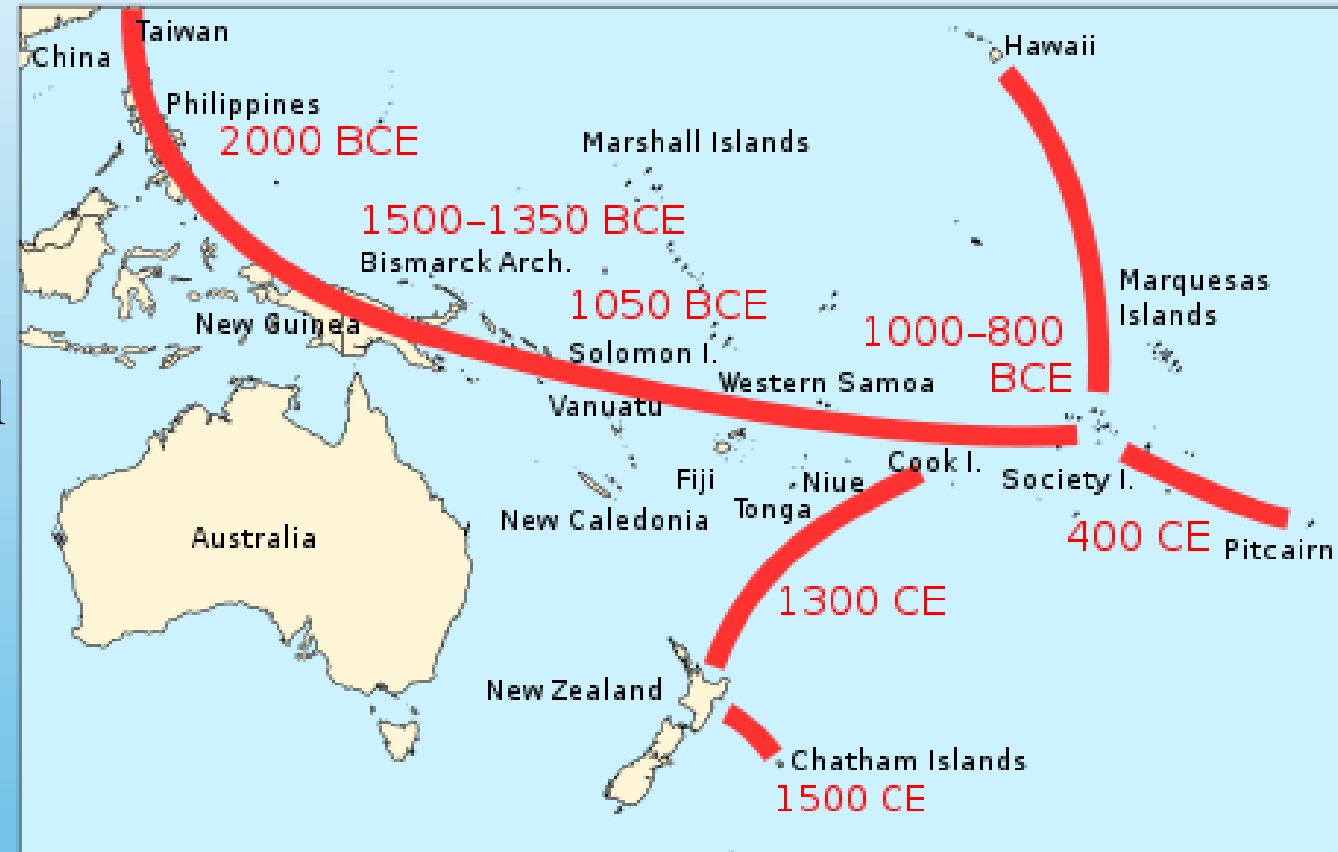 Taiwan
China
Hawaii
Philippines
2000 BCE
Marshall Islands
1500–1350 BCE
Bismarck Arch.
Marquesas
Islands
1050 BCE
New Guinea
1000–800
BCE
Solomon I.
Western Samoa
Vanuatu
Cook I.
Society I.
Fiji
Niue
Tonga
New Caledonia
Australia
400 CE
Pitcairn
1300 CE
New Zealand
Chatham Islands
1500 CE